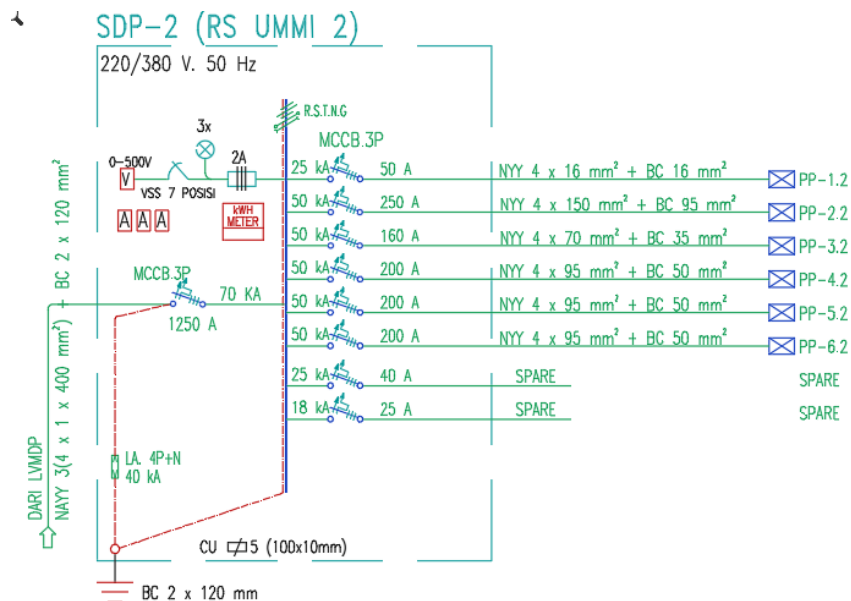 SDP-2 (RS UMMI 2)
220/380 V. 50 Hz
R.S.T.N.G
3x
MCCB.3P
0-500V
2A
V
VSS 7 POSISI
A A A
kWH
METER
25 kA 50 A NYY 4 x 16 mm² + BC 16 mm² PP-1.2
50 kA 250 A NYY 4 x 150 mm² + BC 95 mm² PP-2.2
50 kA 160 A NYY 4 x 70 mm² + BC 35 mm² PP-3.2
50 kA 200 A NYY 4 x 95 mm² + BC 50 mm² PP-4.2
50 kA 200 A NYY 4 x 95 mm² + BC 50 mm² PP-5.2
50 kA 200 A NYY 4 x 95 mm² + BC 50 mm² PP-6.2
25 kA 40 A SPARE SPARE
18 kA 25 A SPARE SPARE
MCCB.3P
70 KA
1250 A
DARI LVMDP
NAYY 3(4 x 1 x 400 mm²) + BC 2 x 120 mm²
LA. 4P+N
40 kA
CU 5 (100x10mm)
BC 2 x 120 mm